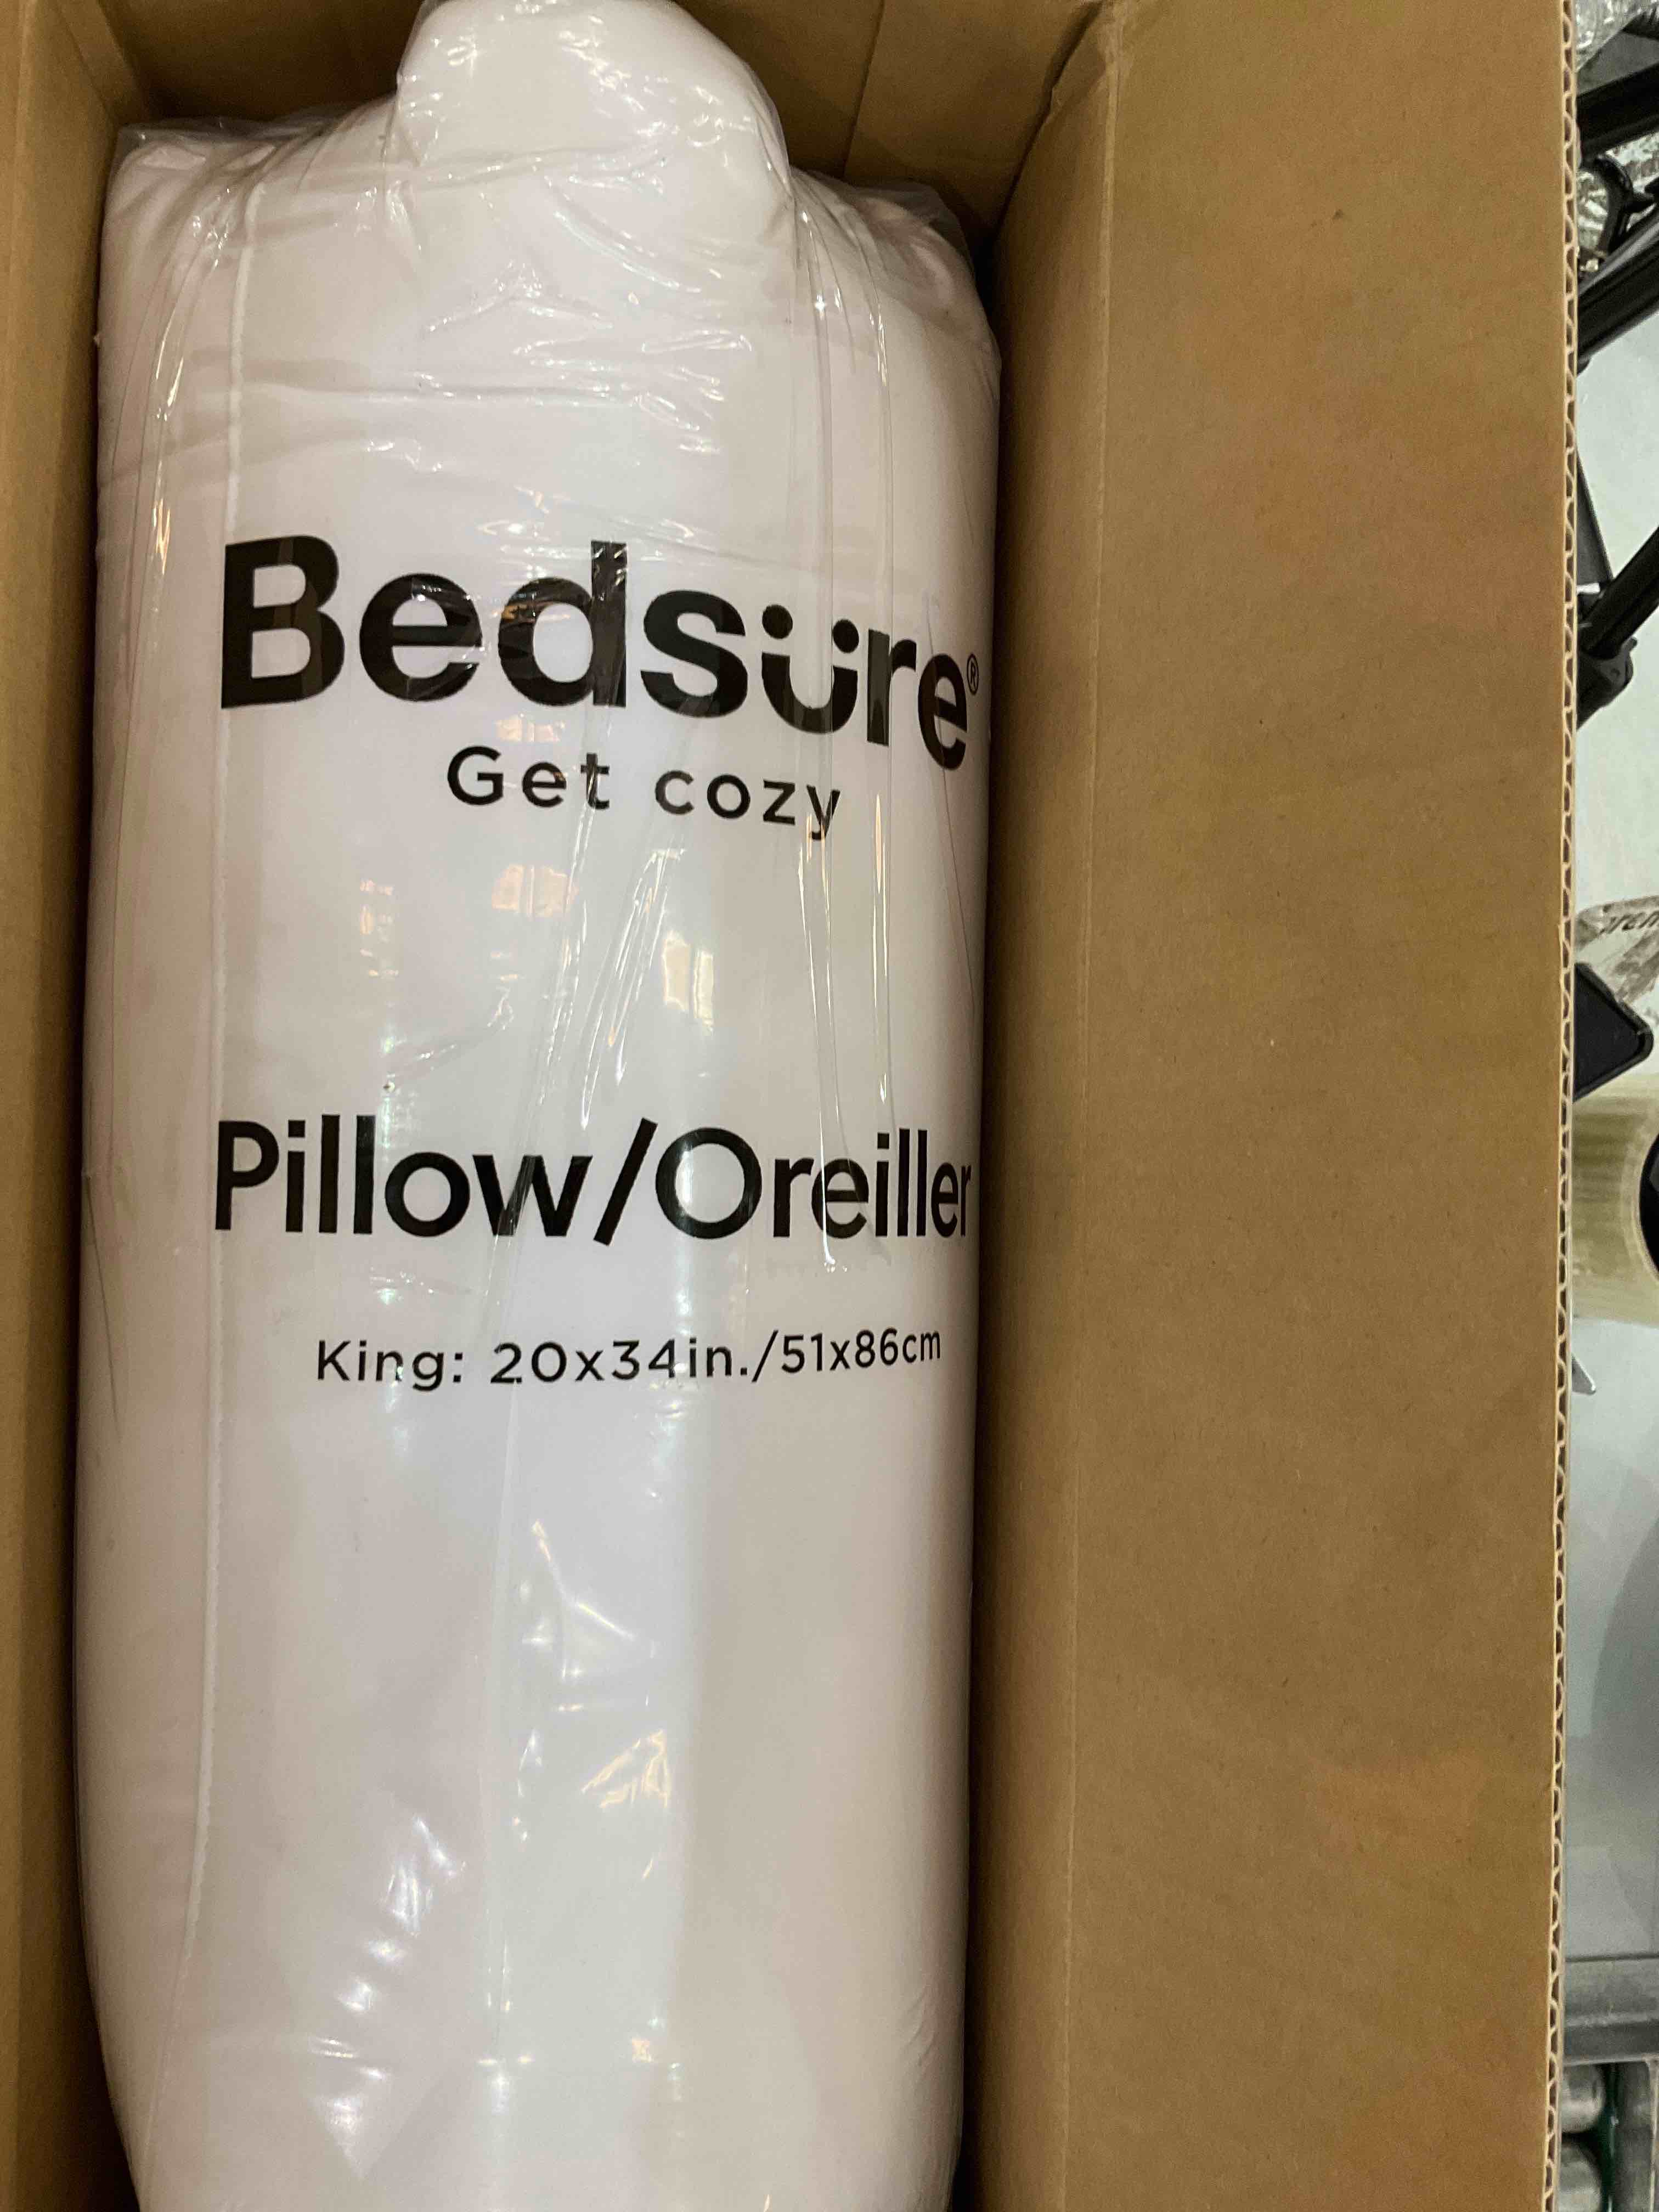 Bedsure®
Get cozy
Pillow/Oreiller
King: 20x34in./51x86cm